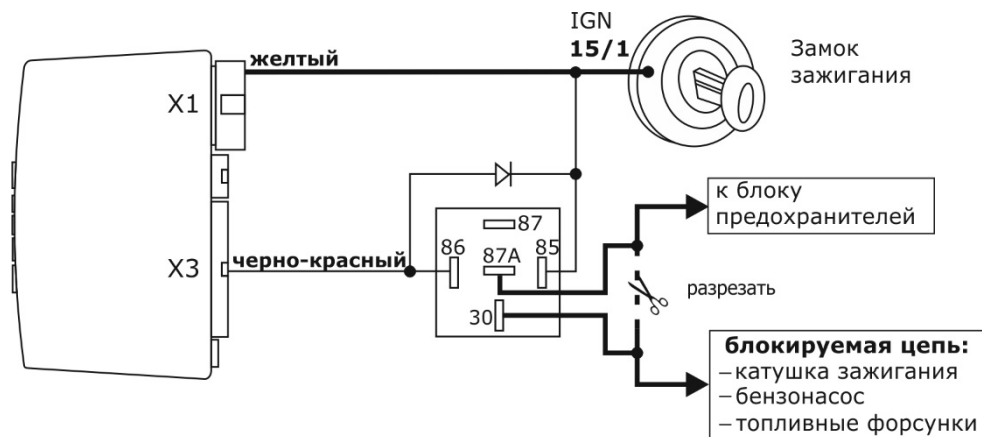 IGN
15/1
Замок
зажигания
желтый
X1
к блоку
предохранителей
87
86
87A
85
черно-красный
X3
разрезать
30
блокируемая цепь:
–катушка зажигания
–бензонасос
–топливные форсунки